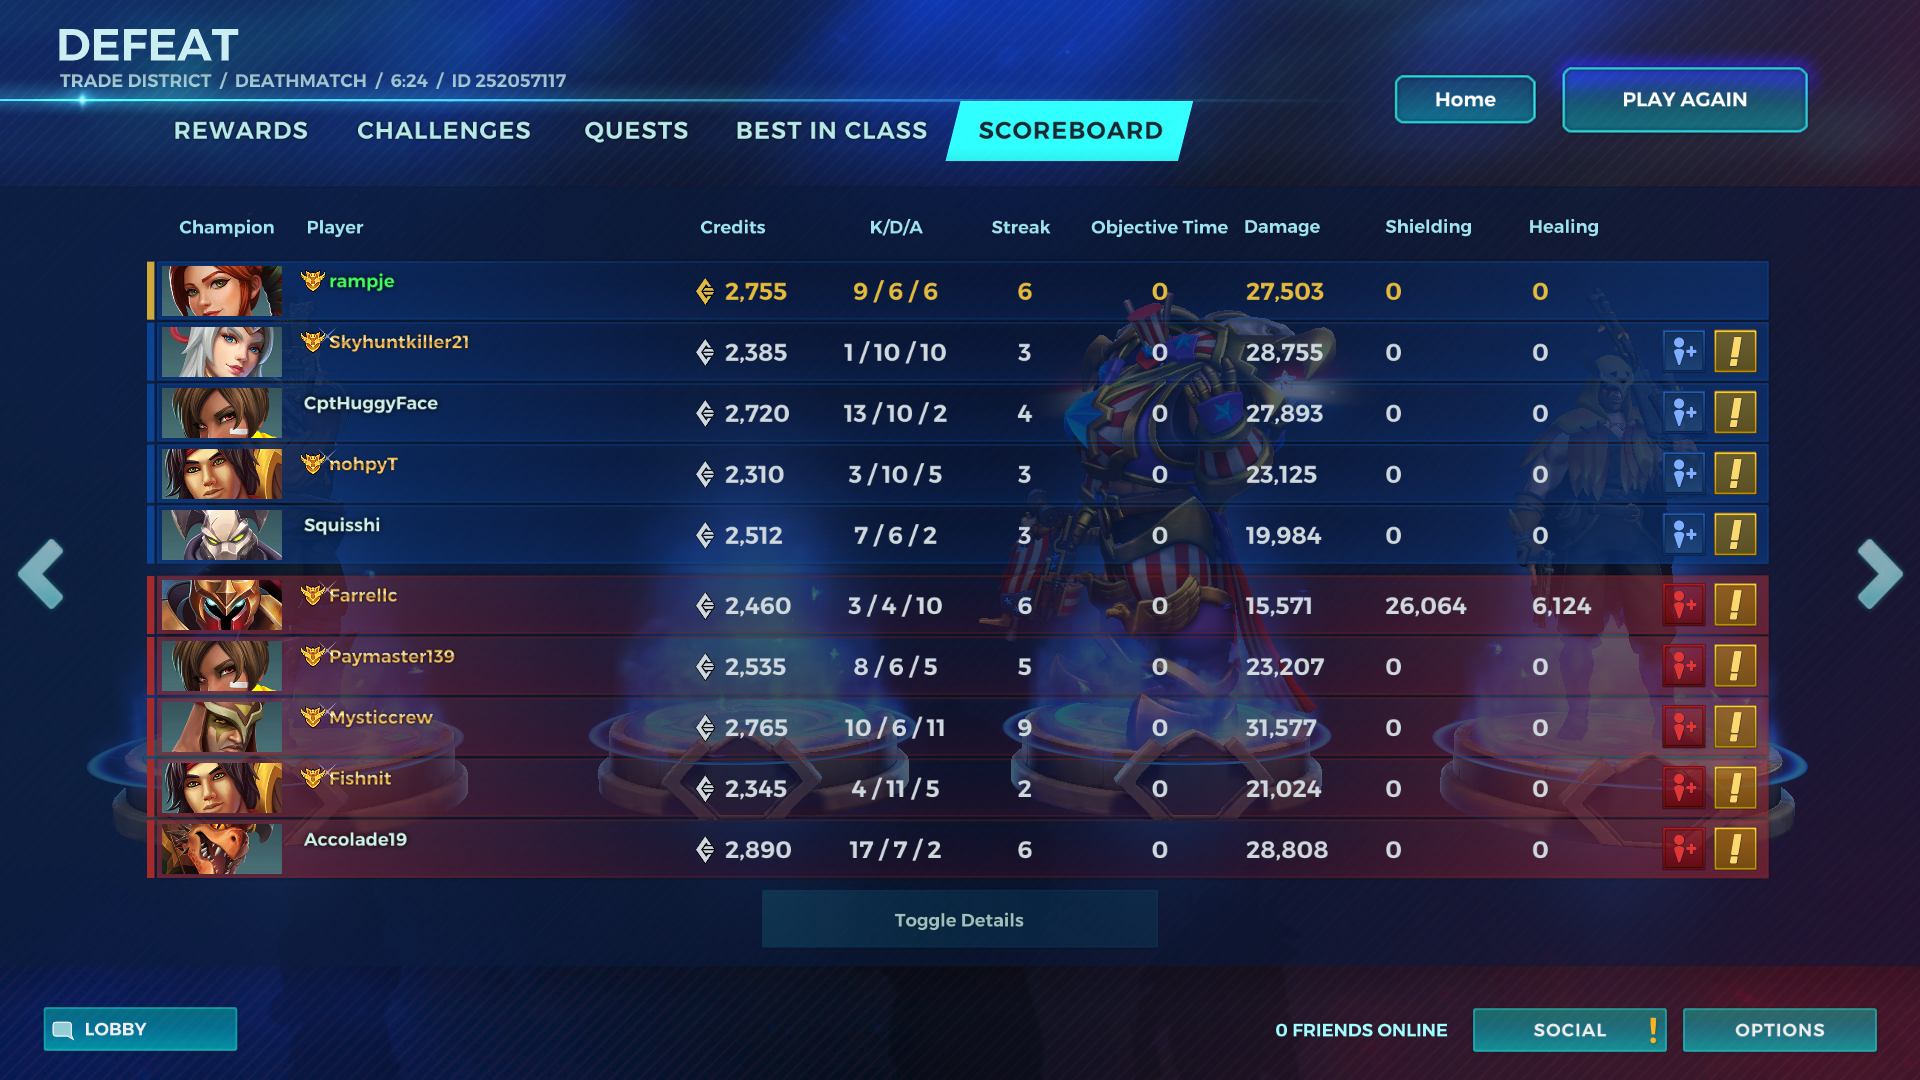 DEFEAT
TRADE DISTRICT / DEATHMATCH / 6:24 / ID 252057117
Home
PLAY AGAIN
REWARDS CHALLENGES QUESTS BEST IN CLASS SCOREBOARD
Champion Player Credits K/D/A Streak Objective Time Damage Shielding Healing
rampje 2,755 9 / 6 / 6 6 0 27,503 0 0
Skyhuntkiller21 2,385 1 / 10 / 10 3 0 28,755 0 0
CptHuggyFace 2,720 13 / 10 / 2 4 0 27,893 0 0
nohpyT 2,310 3 / 10 / 5 3 0 23,125 0 0
Squisshi 2,512 7 / 6 / 2 3 0 19,984 0 0
Farrellc 2,460 3 / 4 / 10 6 0 15,571 26,064 6,124
Paymaster139 2,535 8 / 6 / 5 5 0 23,207 0 0
Mysticcrew 2,765 10 / 6 / 11 9 0 31,577 0 0
Fishnit 2,345 4 / 11 / 5 2 0 21,024 0 0
Accolade19 2,890 17 / 7 / 2 6 0 28,808 0 0
Toggle Details
LOBBY
0 FRIENDS ONLINE
SOCIAL !
OPTIONS